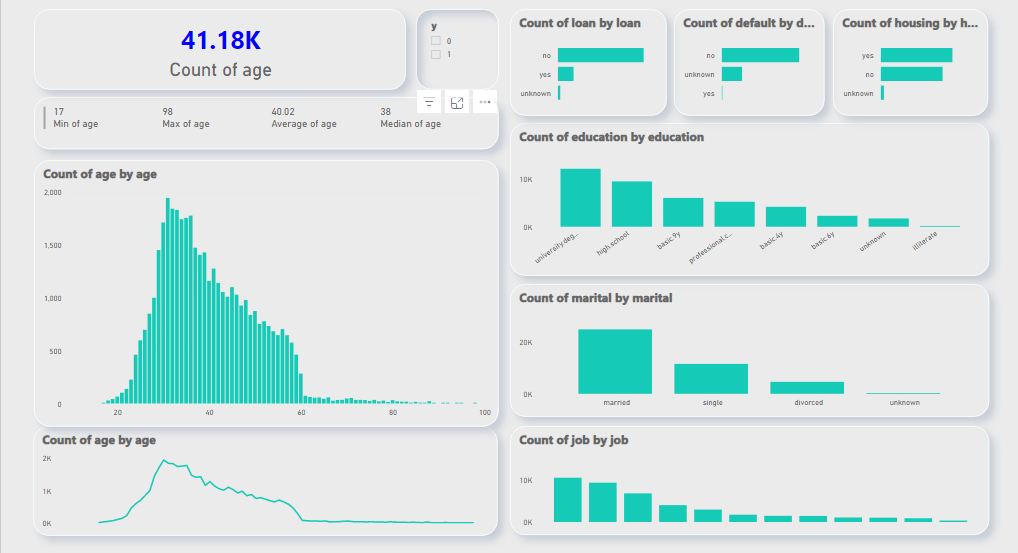 41.18K
Count of age
y
0
1
17
Min of age
98
Max of age
40.02
Average of age
38
Median of age
Count of age by age
2,000
1,500
1,000
500
0
20
40
60
80
100
Count of age by age
2K
1K
0K
Count of loan by loan
no
yes
unknown
Count of default by d...
no
unknown
yes
Count of housing by h...
yes
no
unknown
Count of education by education
10K
0K
university.deg...
high.school
basic.9y
professional.c...
basic.4y
basic.6y
unknown
illiterate
Count of marital by marital
20K
0K
married
single
divorced
unknown
Count of job by job
10K
0K